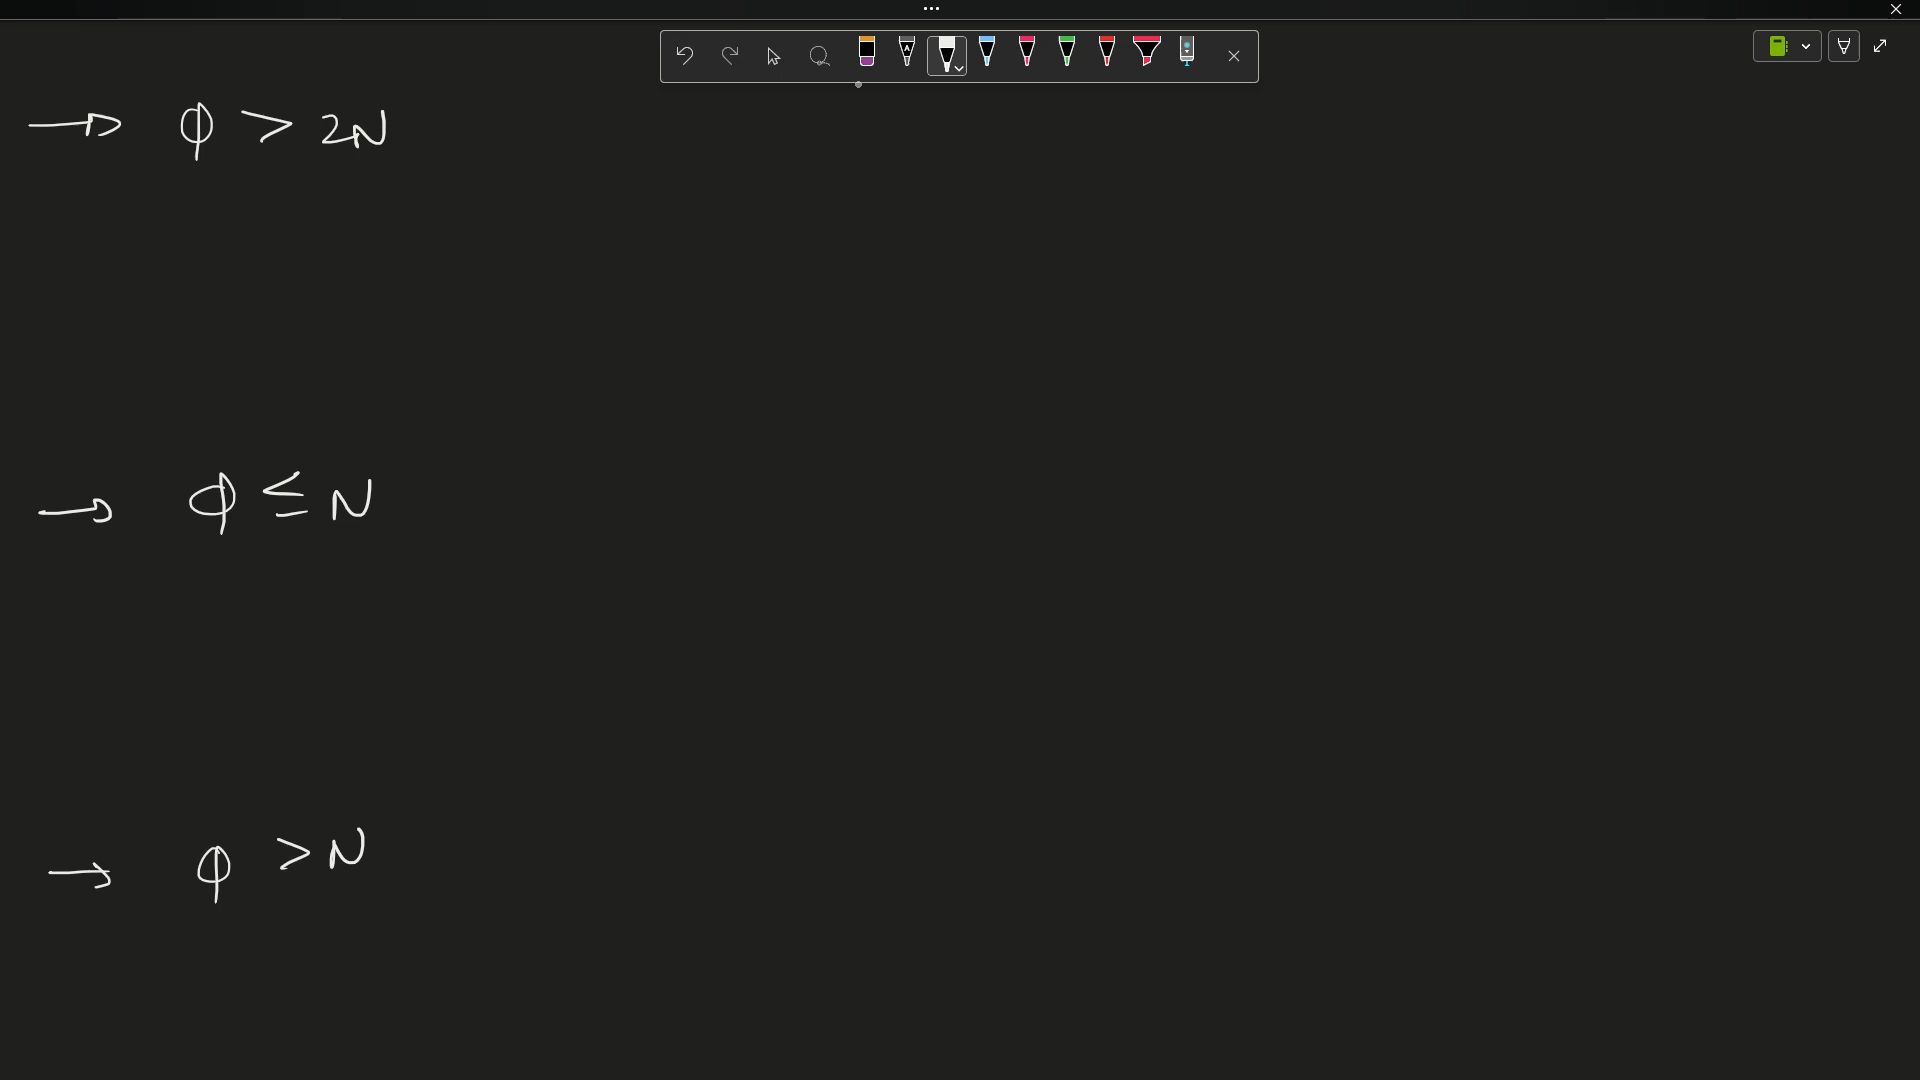 → φ > 2N
→ φ ≤ N
→ φ > N